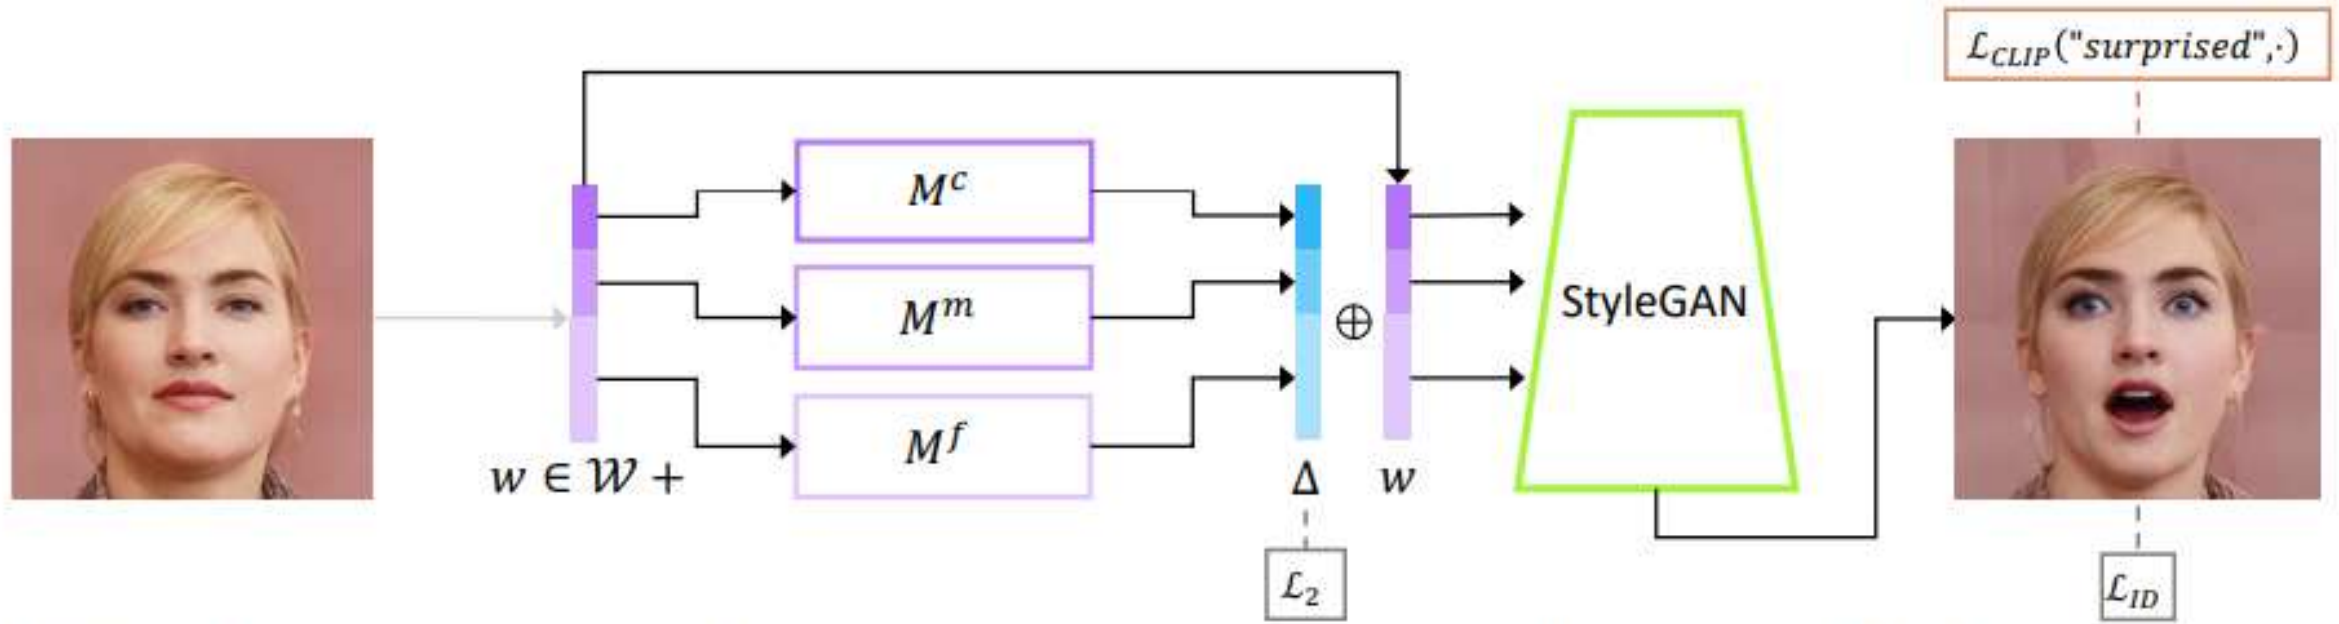 ℒ_CLIP("surprised",·)
M^c
M^m
M^f
StyleGAN
⊕
w ∈ 𝒲 +
Δ
w
ℒ_2
ℒ_ID